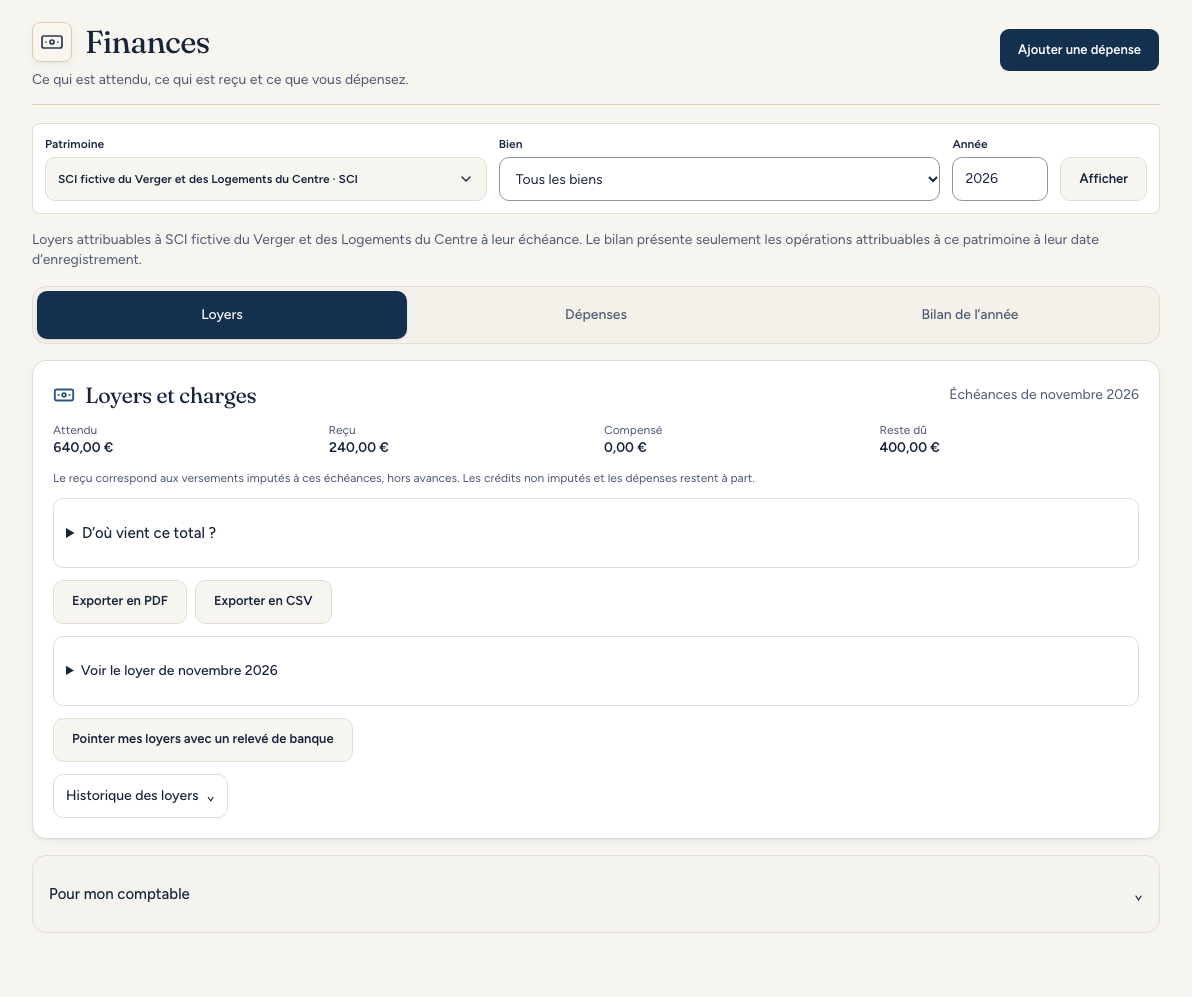 Finances
Ajouter une dépense
Ce qui est attendu, ce qui est reçu et ce que vous dépensez.
Patrimoine
Bien
Année
SCI fictive du Verger et des Logements du Centre · SCI
Tous les biens
2026
Afficher
Loyers attribuables à SCI fictive du Verger et des Logements du Centre à leur échéance. Le bilan présente seulement les opérations attribuables à ce patrimoine à leur date
d’enregistrement.
Loyers
Dépenses
Bilan de l’année
Loyers et charges
Échéances de novembre 2026
Attendu
Reçu
Compensé
Reste dû
640,00 €
240,00 €
0,00 €
400,00 €
Le reçu correspond aux versements imputés à ces échéances, hors avances. Les crédits non imputés et les dépenses restent à part.
D’où vient ce total ?
Exporter en PDF
Exporter en CSV
Voir le loyer de novembre 2026
Pointer mes loyers avec un relevé de banque
Historique des loyers
Pour mon comptable